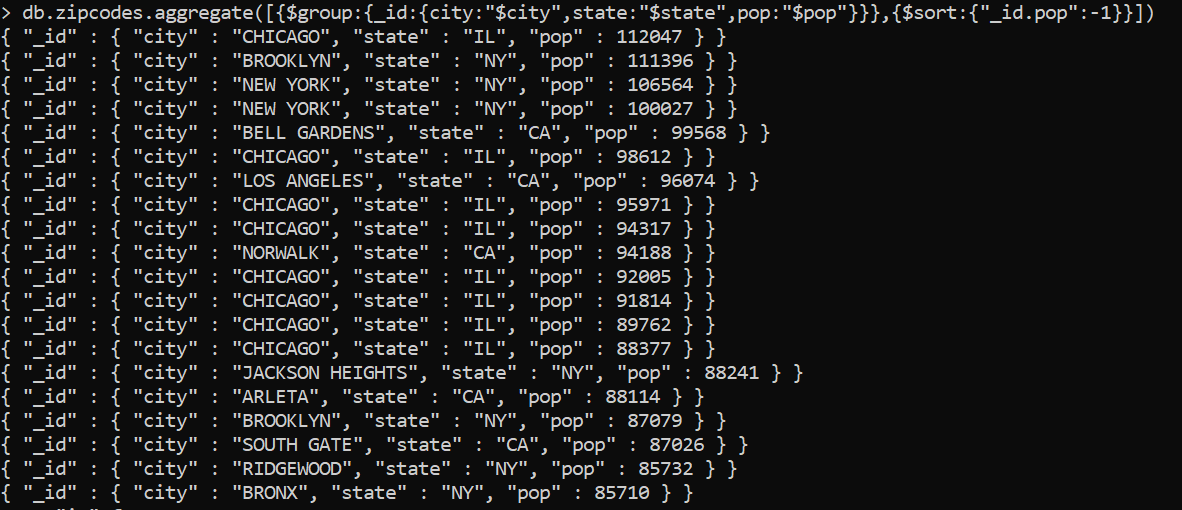 > db.zipcodes.aggregate([{$group:{_id:{city:"$city",state:"$state",pop:"$pop"}}},{$sort:{"_id.pop":-1}}])
{ "_id" : { "city" : "CHICAGO", "state" : "IL", "pop" : 112047 } }
{ "_id" : { "city" : "BROOKLYN", "state" : "NY", "pop" : 111396 } }
{ "_id" : { "city" : "NEW YORK", "state" : "NY", "pop" : 106564 } }
{ "_id" : { "city" : "NEW YORK", "state" : "NY", "pop" : 100027 } }
{ "_id" : { "city" : "BELL GARDENS", "state" : "CA", "pop" : 99568 } }
{ "_id" : { "city" : "CHICAGO", "state" : "IL", "pop" : 98612 } }
{ "_id" : { "city" : "LOS ANGELES", "state" : "CA", "pop" : 96074 } }
{ "_id" : { "city" : "CHICAGO", "state" : "IL", "pop" : 95971 } }
{ "_id" : { "city" : "CHICAGO", "state" : "IL", "pop" : 94317 } }
{ "_id" : { "city" : "NORWALK", "state" : "CA", "pop" : 94188 } }
{ "_id" : { "city" : "CHICAGO", "state" : "IL", "pop" : 92005 } }
{ "_id" : { "city" : "CHICAGO", "state" : "IL", "pop" : 91814 } }
{ "_id" : { "city" : "CHICAGO", "state" : "IL", "pop" : 89762 } }
{ "_id" : { "city" : "CHICAGO", "state" : "IL", "pop" : 88377 } }
{ "_id" : { "city" : "JACKSON HEIGHTS", "state" : "NY", "pop" : 88241 } }
{ "_id" : { "city" : "ARLETA", "state" : "CA", "pop" : 88114 } }
{ "_id" : { "city" : "BROOKLYN", "state" : "NY", "pop" : 87079 } }
{ "_id" : { "city" : "SOUTH GATE", "state" : "CA", "pop" : 87026 } }
{ "_id" : { "city" : "RIDGEWOOD", "state" : "NY", "pop" : 85732 } }
{ "_id" : { "city" : "BRONX", "state" : "NY", "pop" : 85710 } }